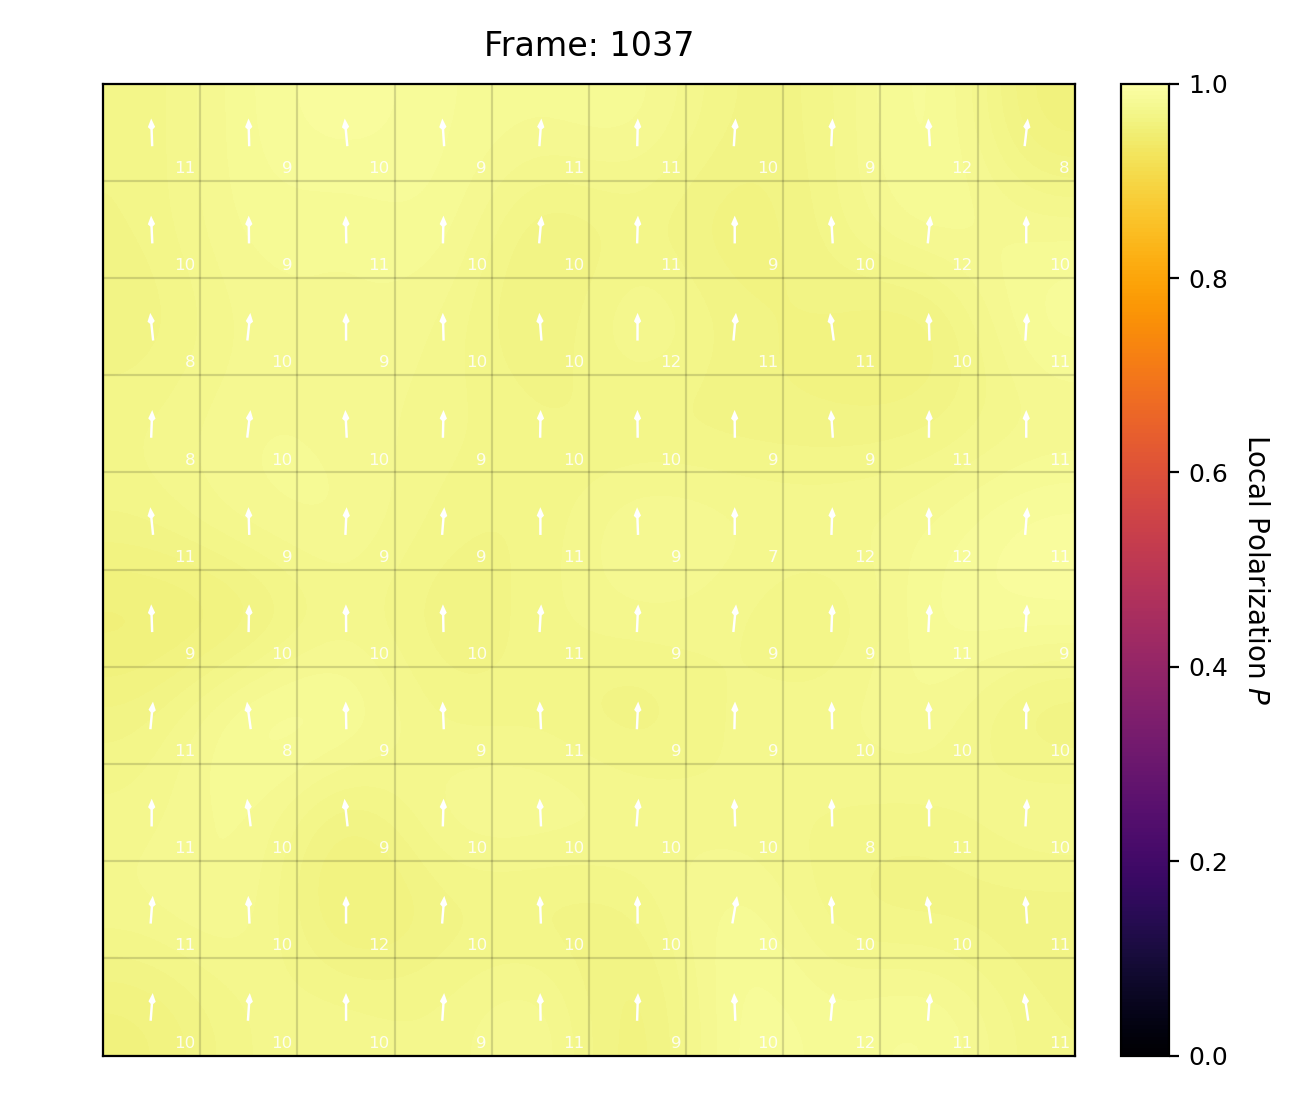 Frame: 1037
11 9 10 9 11 11 10 9 12 8
10 9 11 10 10 11 9 10 12 10
8 10 9 10 10 12 11 11 10 11
8 10 10 9 10 10 9 9 11 11
11 9 9 9 11 9 7 12 12 11
9 10 10 10 11 9 9 9 11 9
11 8 9 9 11 9 9 10 10 10
11 10 9 10 10 10 10 8 11 10
11 10 12 10 10 10 10 10 10 11
10 10 10 9 11 9 10 12 11 11
1.0
0.8
0.6
0.4
0.2
0.0
Local Polarization P